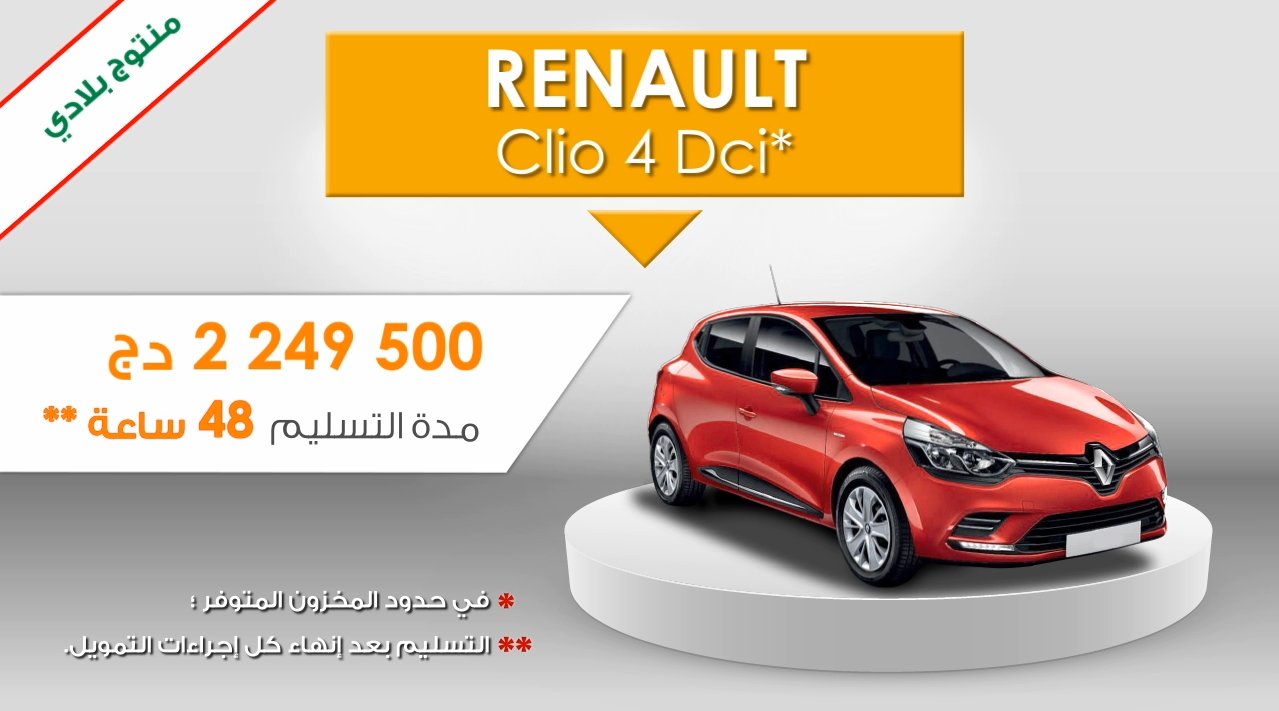 منتوج بلادي
RENAULT
Clio 4 Dci*
2 249 500 دج
مدة التسليم 48 ساعة **
* في حدود المخزون المتوفر ؛
** التسليم بعد إنهاء كل إجراءات التمويل.